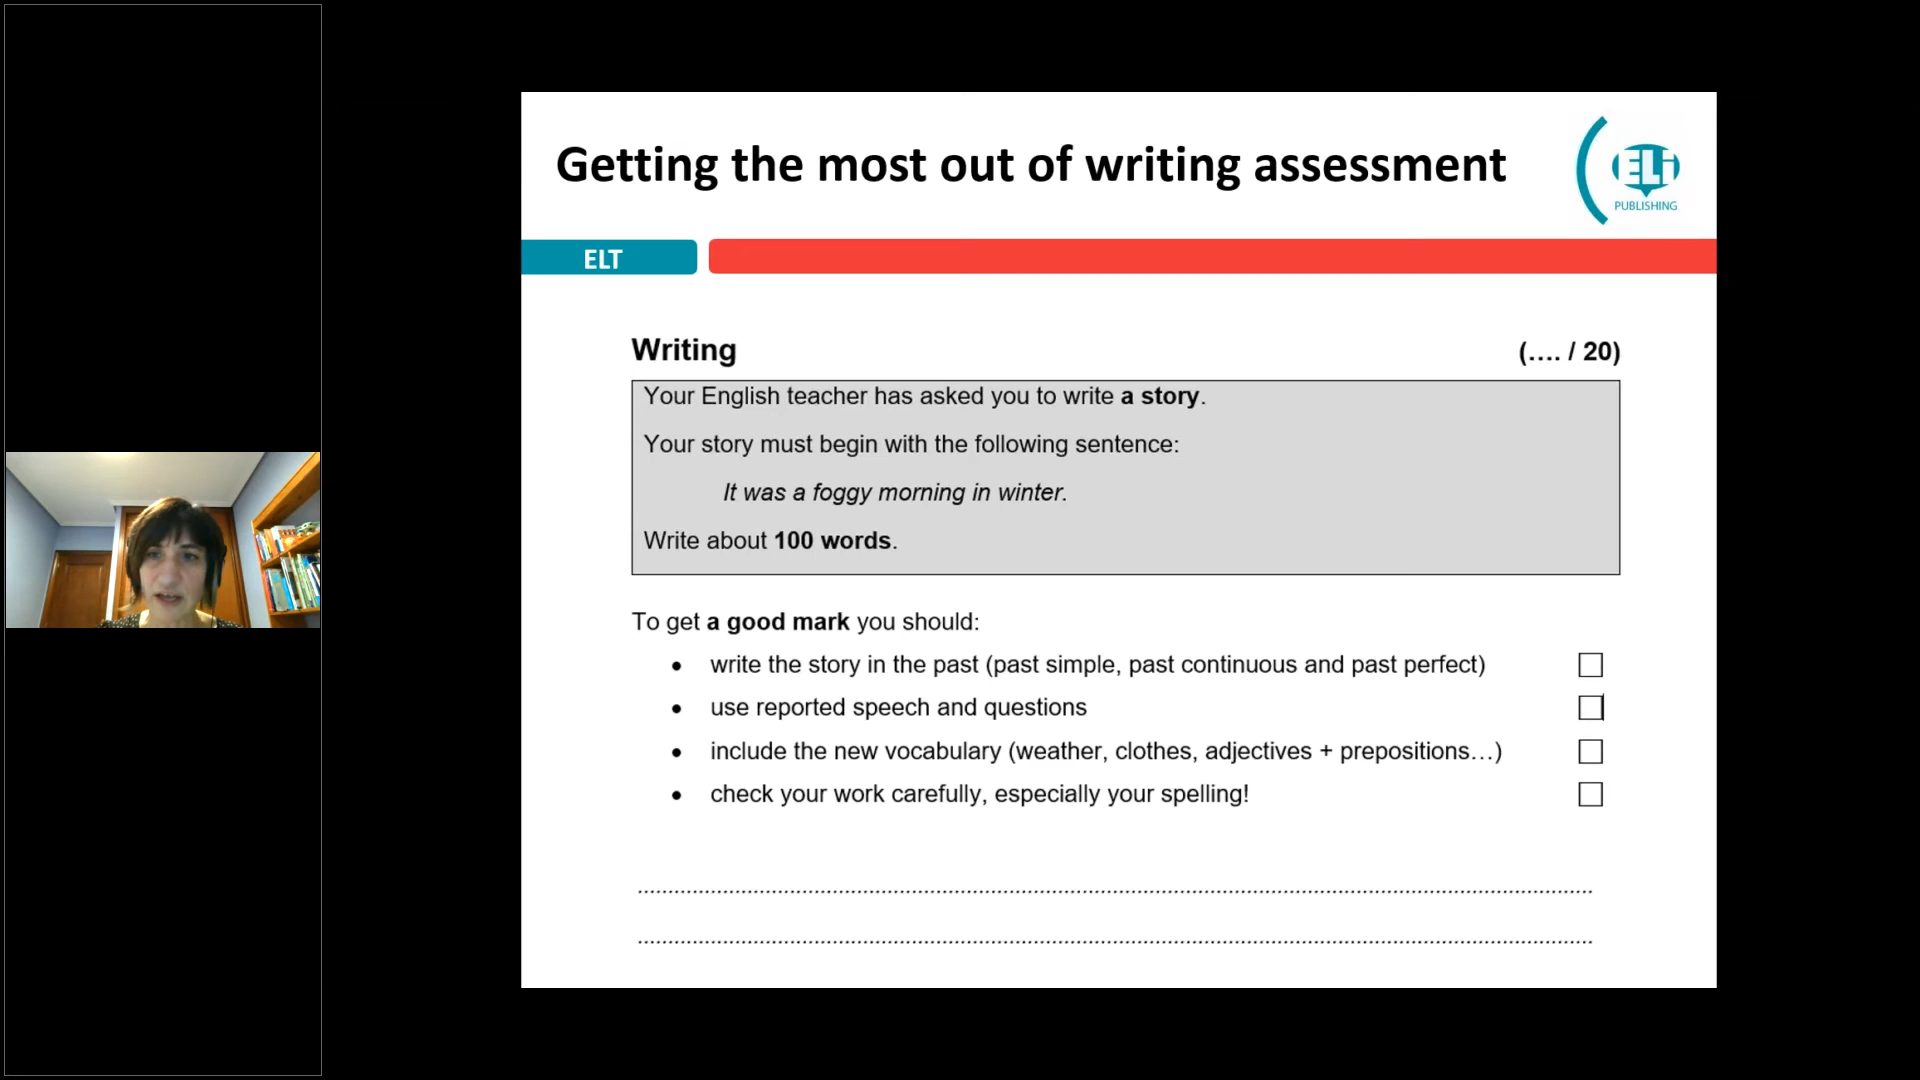 Getting the most out of writing assessment
ELi
PUBLISHING
ELT
Writing (.... / 20)
Your English teacher has asked you to write a story.
Your story must begin with the following sentence:
It was a foggy morning in winter.
Write about 100 words.
To get a good mark you should:
• write the story in the past (past simple, past continuous and past perfect)
• use reported speech and questions
• include the new vocabulary (weather, clothes, adjectives + prepositions…)
• check your work carefully, especially your spelling!